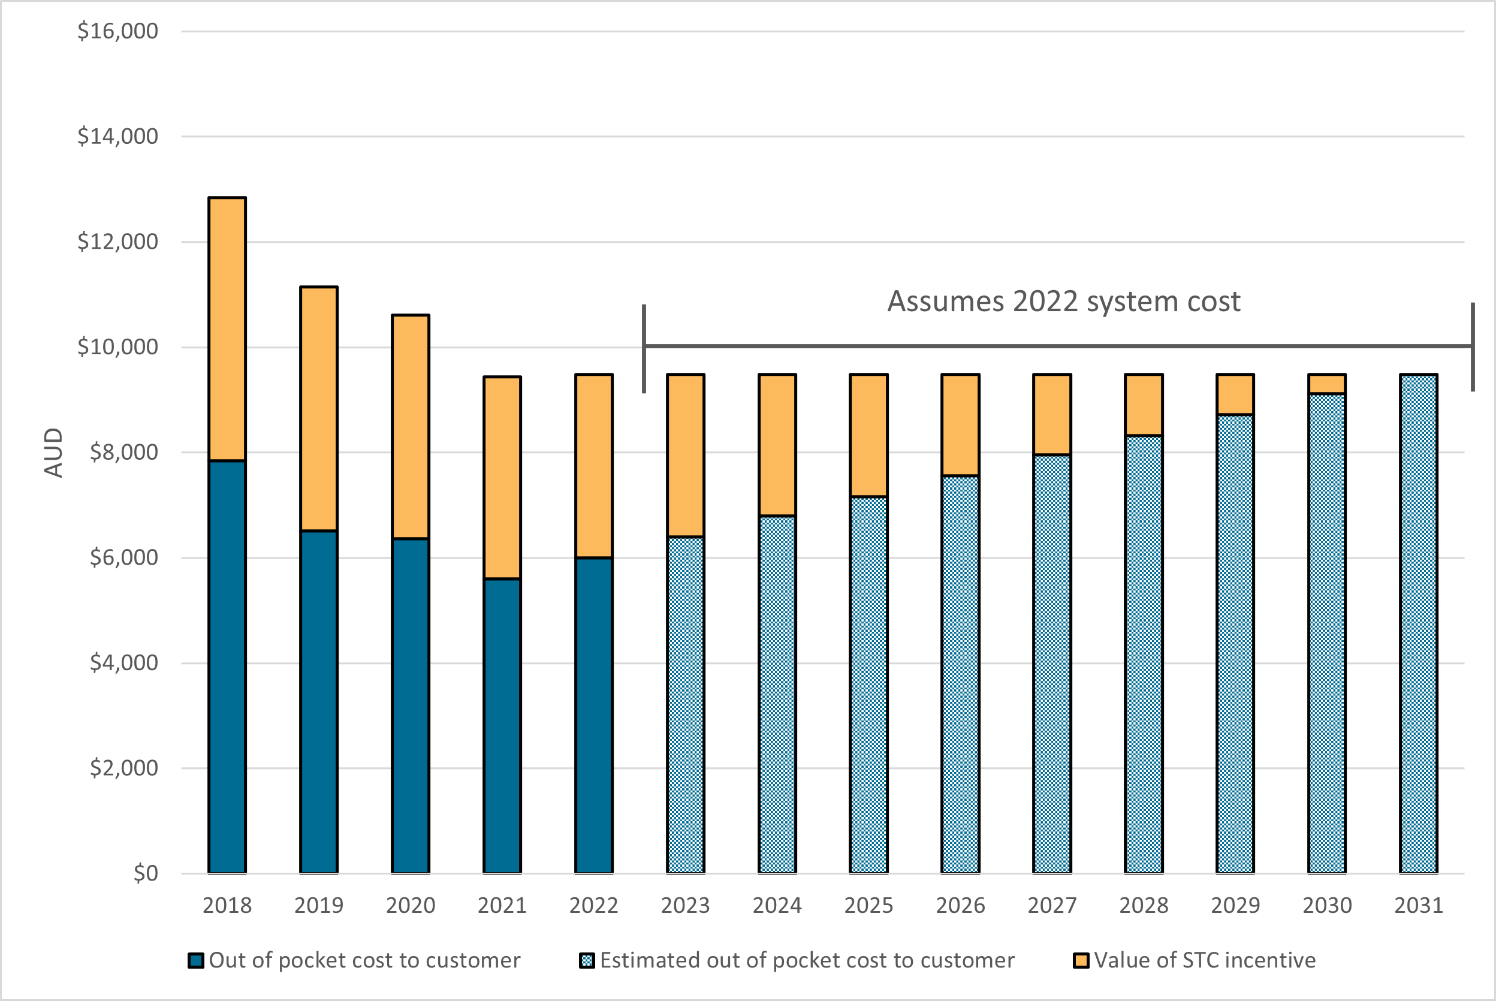 $16,000
$14,000
$12,000
$10,000
$8,000
$6,000
$4,000
$2,000
$0
AUD
Assumes 2022 system cost
2018 2019 2020 2021 2022 2023 2024 2025 2026 2027 2028 2029 2030 2031
Out of pocket cost to customer Estimated out of pocket cost to customer Value of STC incentive